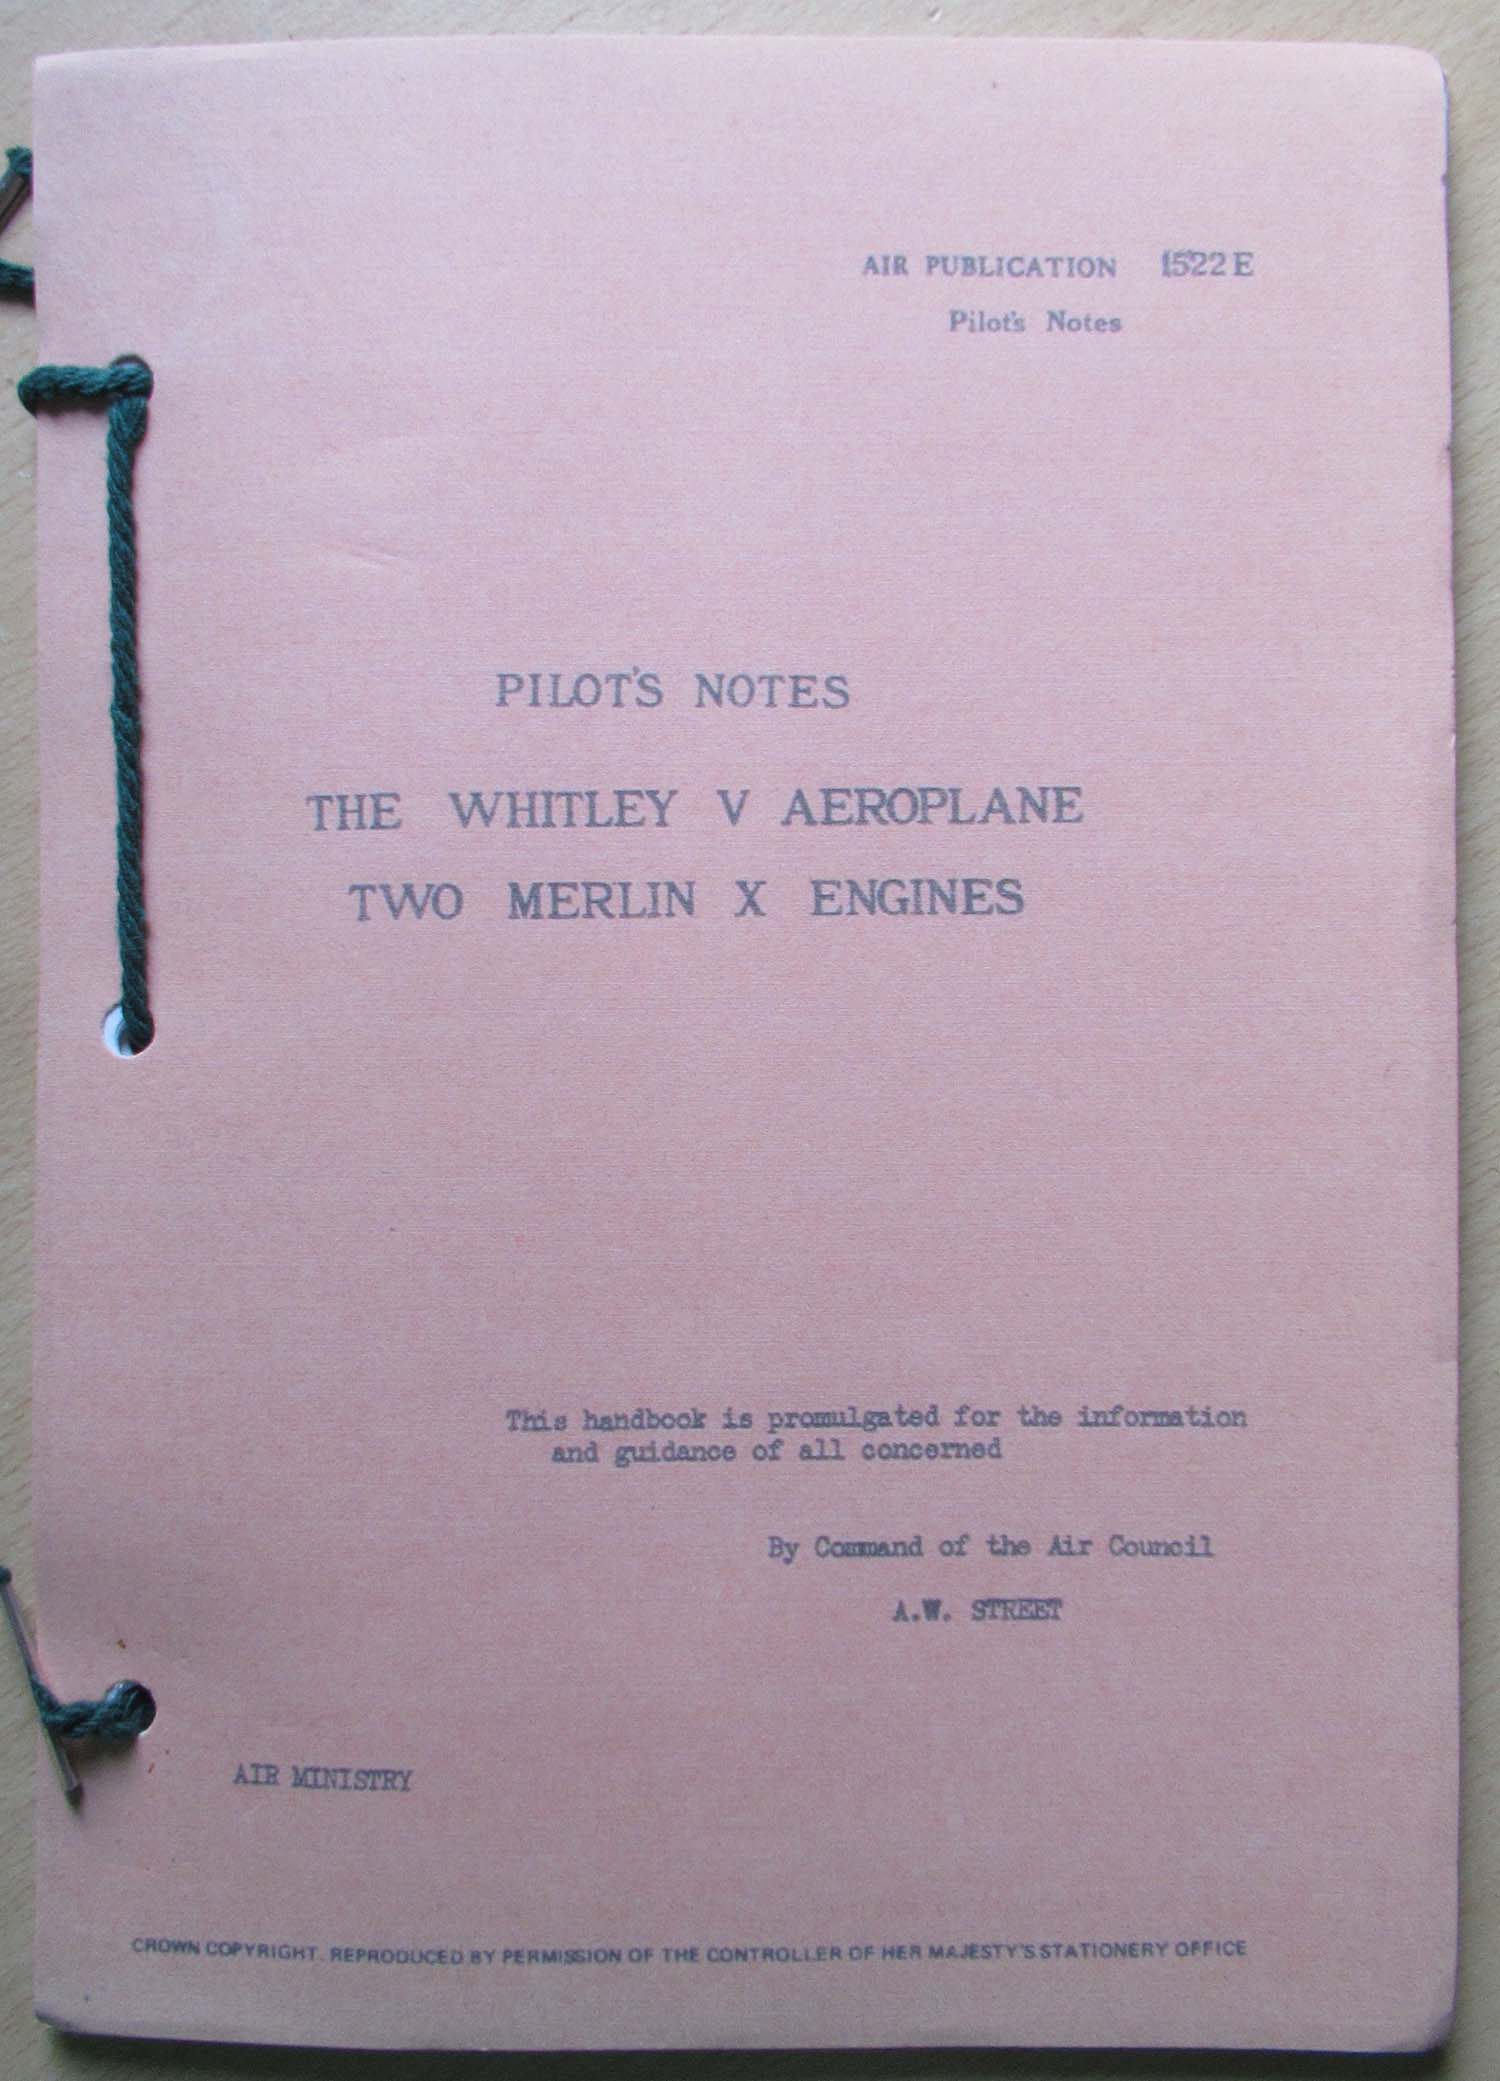 AIR PUBLICATION 1522 E
Pilot's Notes
PILOT'S NOTES
THE WHITLEY V AEROPLANE
TWO MERLIN X ENGINES
This handbook is promulgated for the information
and guidance of all concerned
By Command of the Air Council
A.W. STREET
AIR MINISTRY
CROWN COPYRIGHT. REPRODUCED BY PERMISSION OF THE CONTROLLER OF HER MAJESTY'S STATIONERY OFFICE